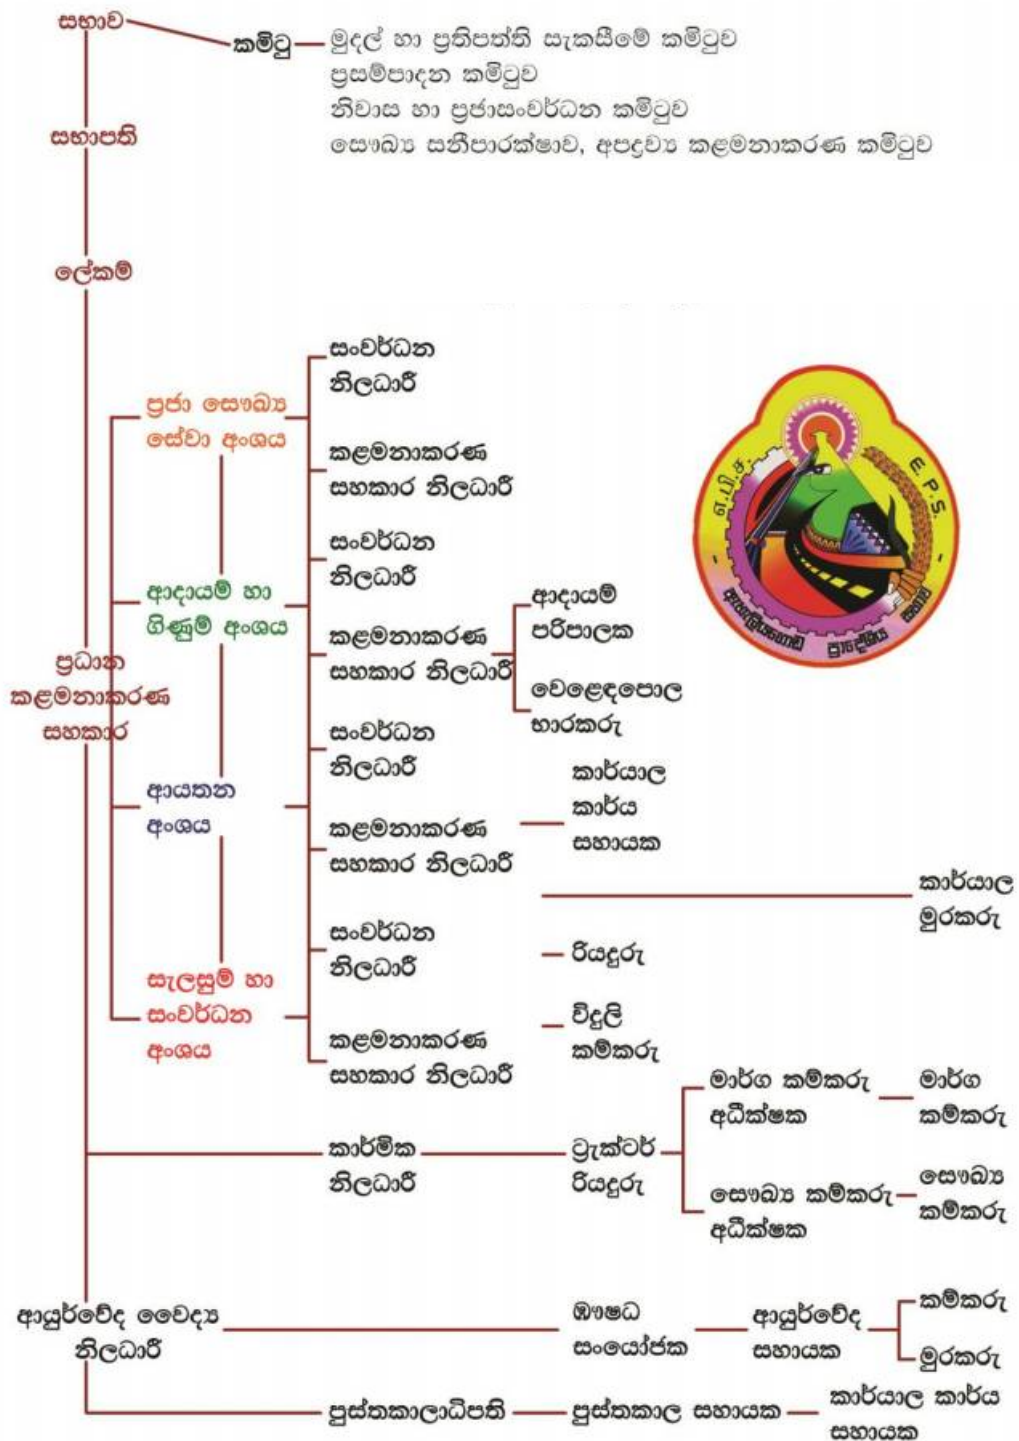 සභාව
කමිටු
මුදල් හා ප්‍රතිපත්ති සැකසීමේ කමිටුව
ප්‍රසම්පාදන කමිටුව
නිවාස හා ප්‍රජාසංවර්ධන කමිටුව
සෞඛ්‍ය සනීපාරක්ෂාව, අපද්‍රව්‍ය කළමනාකරණ කමිටුව
සභාපති
ලේකම්
ප්‍රධාන
කළමනාකරණ
සහකාර
ප්‍රජා සෞඛ්‍ය
සේවා අංශය
ආදායම් හා
ගිණුම් අංශය
ආයතන
අංශය
සැලසුම් හා
සංවර්ධන
අංශය
සංවර්ධන
නිලධාරී
කළමනාකරණ
සහකාර නිලධාරී
සංවර්ධන
නිලධාරී
කළමනාකරණ
සහකාර නිලධාරී
ආදායම්
පරිපාලක
වෙළෙඳපොල
භාරකරු
සංවර්ධන
නිලධාරී
කළමනාකරණ
සහකාර නිලධාරී
කාර්යාල
කාර්ය
සහායක
කාර්යාල
මුරකරු
සංවර්ධන
නිලධාරී
රියදුරු
කළමනාකරණ
සහකාර නිලධාරී
විදුලි
කම්කරු
எ.பி.ச.
E. P. S.
ඇහැලියගොඩ ප්‍රාදේශීය සභාව
කාර්මික
නිලධාරී
ට්‍රැක්ටර්
රියදුරු
මාර්ග කම්කරු
අධීක්ෂක
මාර්ග
කම්කරු
සෞඛ්‍ය කම්කරු
අධීක්ෂක
සෞඛ්‍ය
කම්කරු
ආයුර්වේද වෛද්‍ය
නිලධාරී
ඖෂධ
සංයෝජක
ආයුර්වේද
සහායක
කම්කරු
මුරකරු
පුස්තකාලාධිපති
පුස්තකාල සහායක
කාර්යාල කාර්ය
සහායක